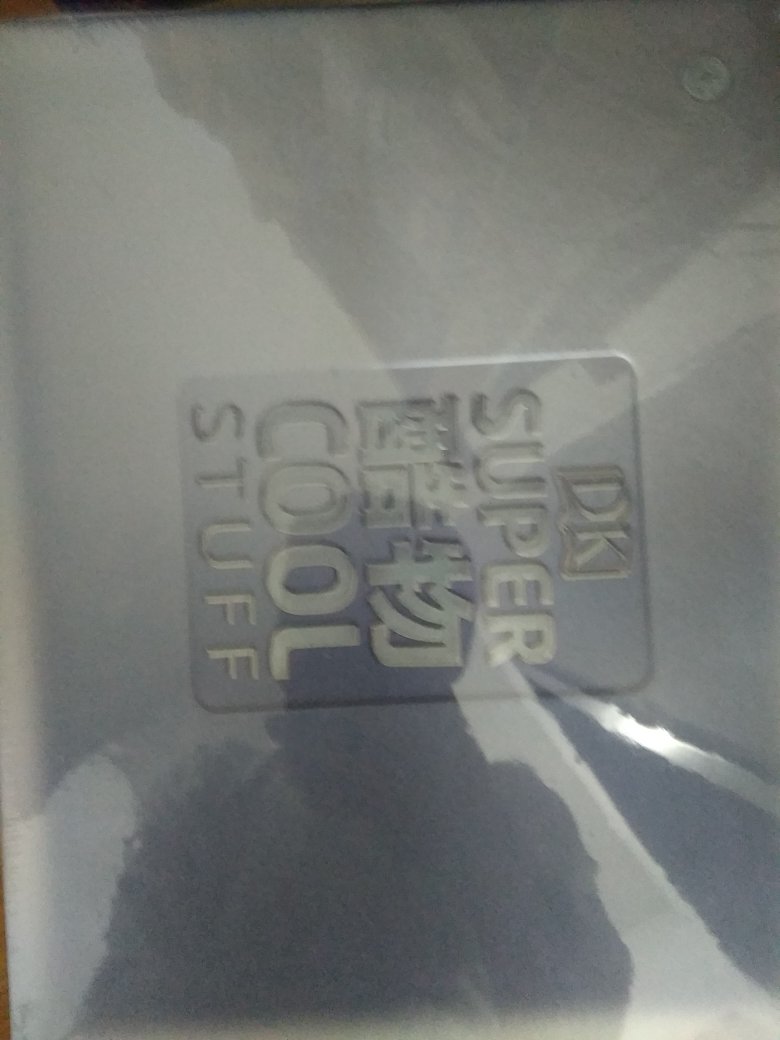 DK
SUPER
酷物
COOL
STUFF